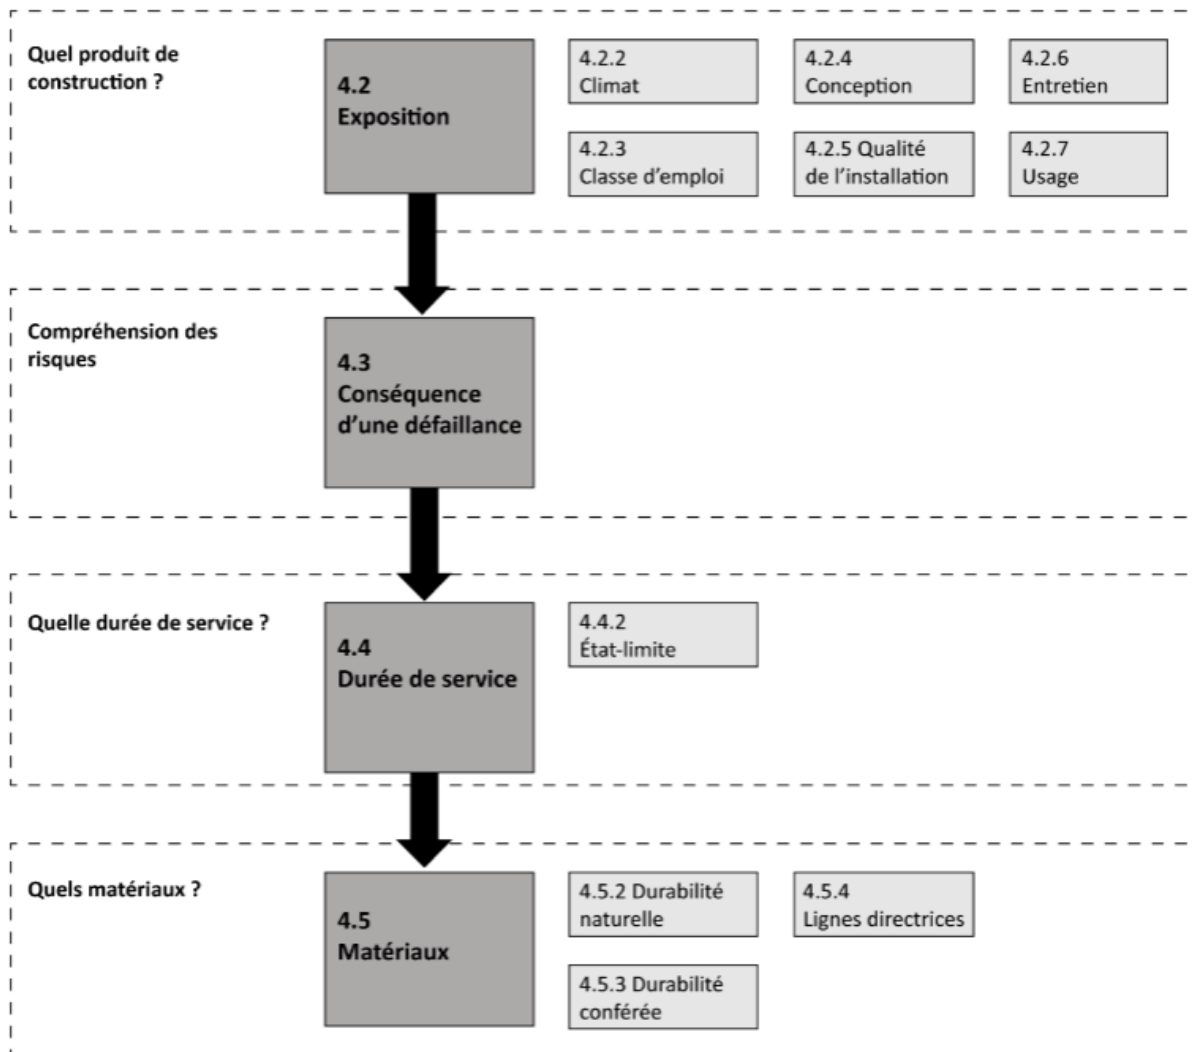 Quel produit de
construction ?
4.2
Exposition
4.2.2
Climat
4.2.4
Conception
4.2.6
Entretien
4.2.3
Classe d’emploi
4.2.5 Qualité
de l’installation
4.2.7
Usage
Compréhension des
risques
4.3
Conséquence
d’une défaillance
Quelle durée de service ?
4.4
Durée de service
4.4.2
État-limite
Quels matériaux ?
4.5
Matériaux
4.5.2 Durabilité
naturelle
4.5.4
Lignes directrices
4.5.3 Durabilité
conférée